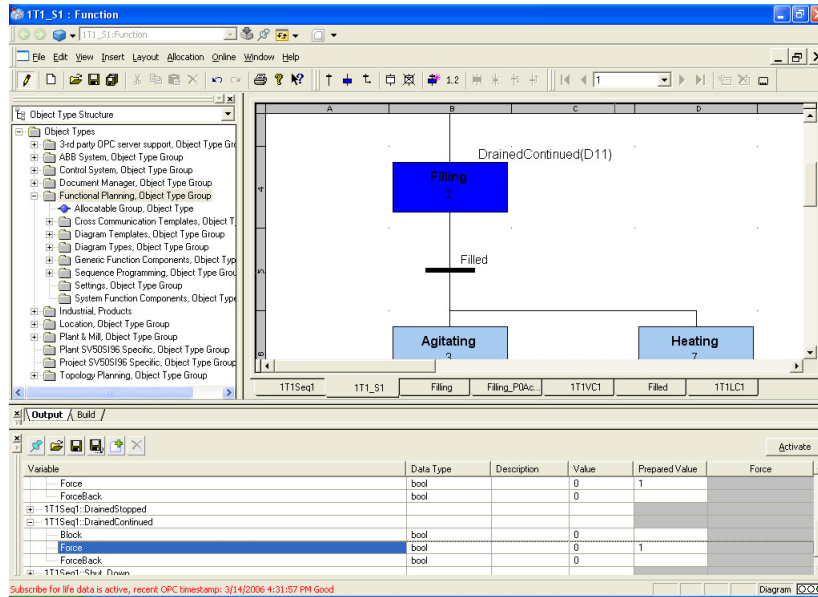 1T1_S1 : Function
1T1_S1:Function
File Edit View Insert Layout Allocation Online Window Help
1.2
1
Object Type Structure
Object Types
3-rd party OPC server support, Object Type Gro
ABB System, Object Type Group
Control System, Object Type Group
Document Manager, Object Type Group
Functional Planning, Object Type Group
Allocatable Group, Object Type
Cross Communication Templates, Object T
Diagram Templates, Object Type Group
Diagram Types, Object Type Group
Generic Function Components, Object Typ
Sequence Programming, Object Type Grou
Settings, Object Type Group
System Function Components, Object Type
Industrial, Products
Location, Object Type Group
Plant & Mill, Object Type Group
Plant SV50SI96 Specific, Object Type Group
Project SV50SI96 Specific, Object Type Group
Topology Planning, Object Type Group
A B C D
DrainedContinued(D11)
4
Filling
2
5
Filled
Agitating
3
Heating
7
6
1T1Seq1 1T1_S1 Filling Filling_P0Ac... 1T1VC1 Filled 1T1LC1
Output Build
Activate
Variable Data Type Description Value Prepared Value Force
Force bool 0 1
ForceBack bool 0
1T1Seq1::DrainedStopped
1T1Seq1::DrainedContinued
Block bool 0
Force bool 0 1
ForceBack bool 0
1T1Seq1::Shut_Down
Subscribe for life data is active, recent OPC timestamp: 3/14/2006 4:31:57 PM Good
Diagram